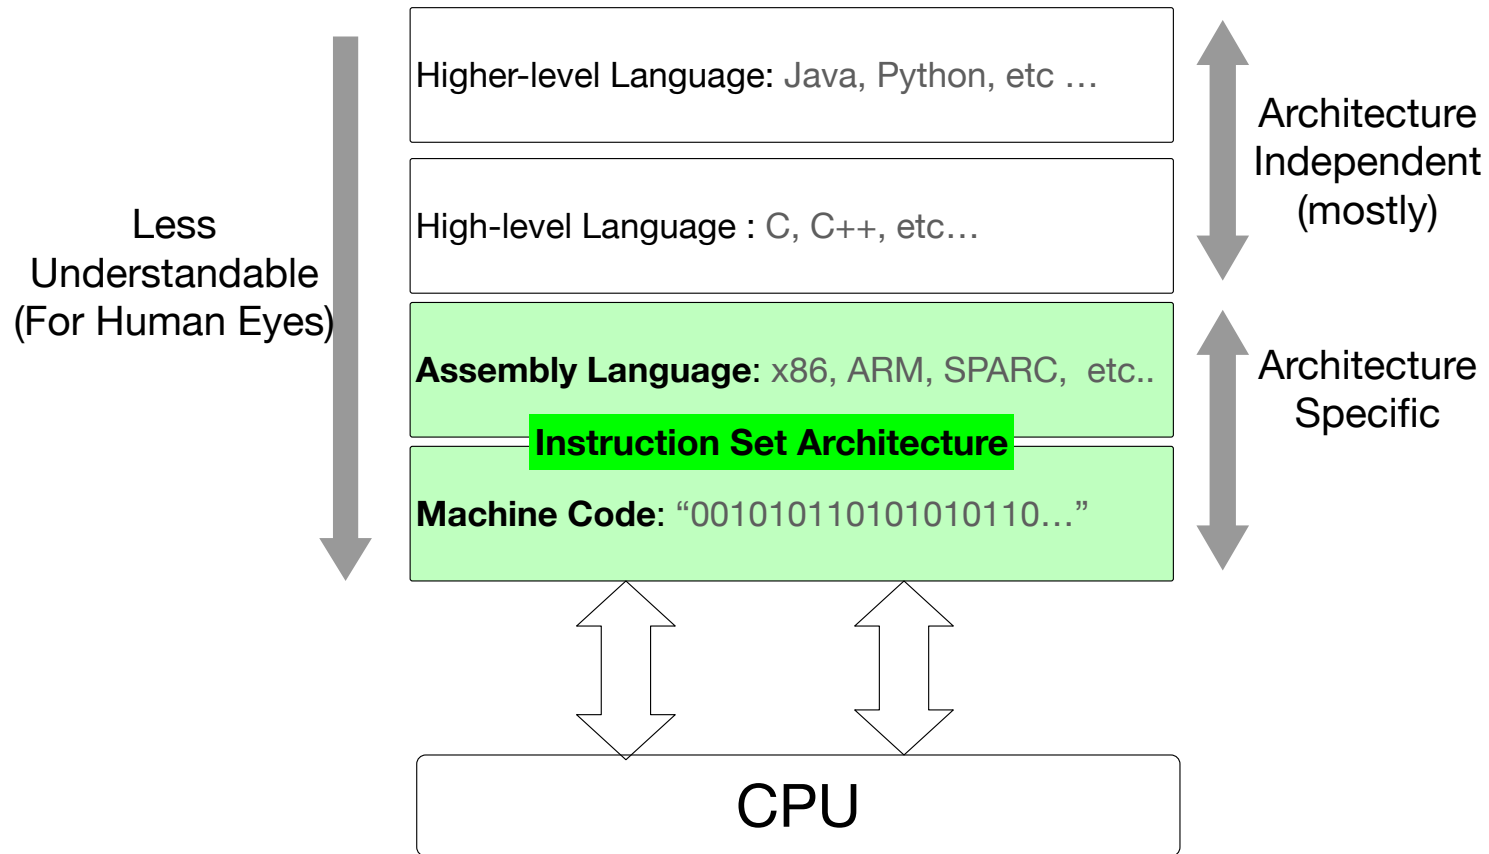 Higher-level Language: Java, Python, etc …
Architecture
Independent
(mostly)
High-level Language : C, C++, etc…
Less
Understandable
(For Human Eyes)
Assembly Language: x86, ARM, SPARC,  etc..
Architecture
Specific
Instruction Set Architecture
Machine Code: “001010110101010110…”
CPU